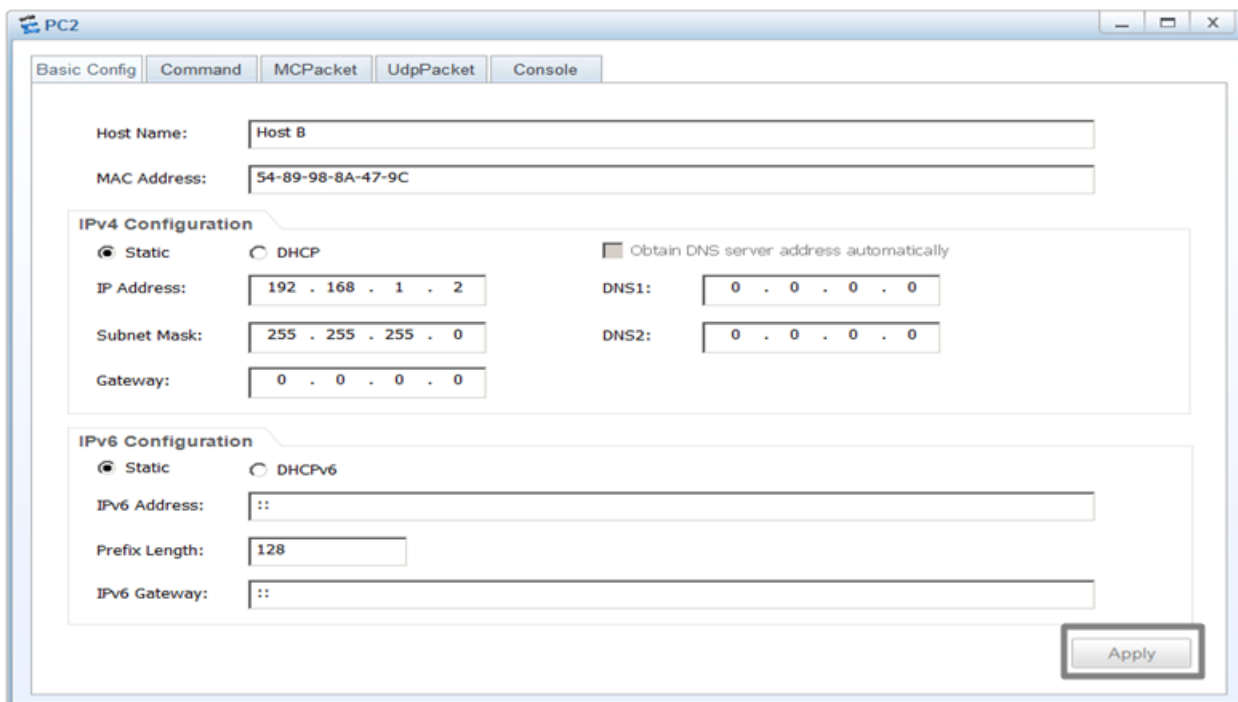 PC2
Basic Config Command MCPacket UdpPacket Console
Host Name: Host B
MAC Address: 54-89-98-8A-47-9C
IPv4 Configuration
Static DHCP Obtain DNS server address automatically
IP Address: 192 . 168 . 1 . 2 DNS1: 0 . 0 . 0 . 0
Subnet Mask: 255 . 255 . 255 . 0 DNS2: 0 . 0 . 0 . 0
Gateway: 0 . 0 . 0 . 0
IPv6 Configuration
Static DHCPv6
IPv6 Address: ::
Prefix Length: 128
IPv6 Gateway: ::
Apply